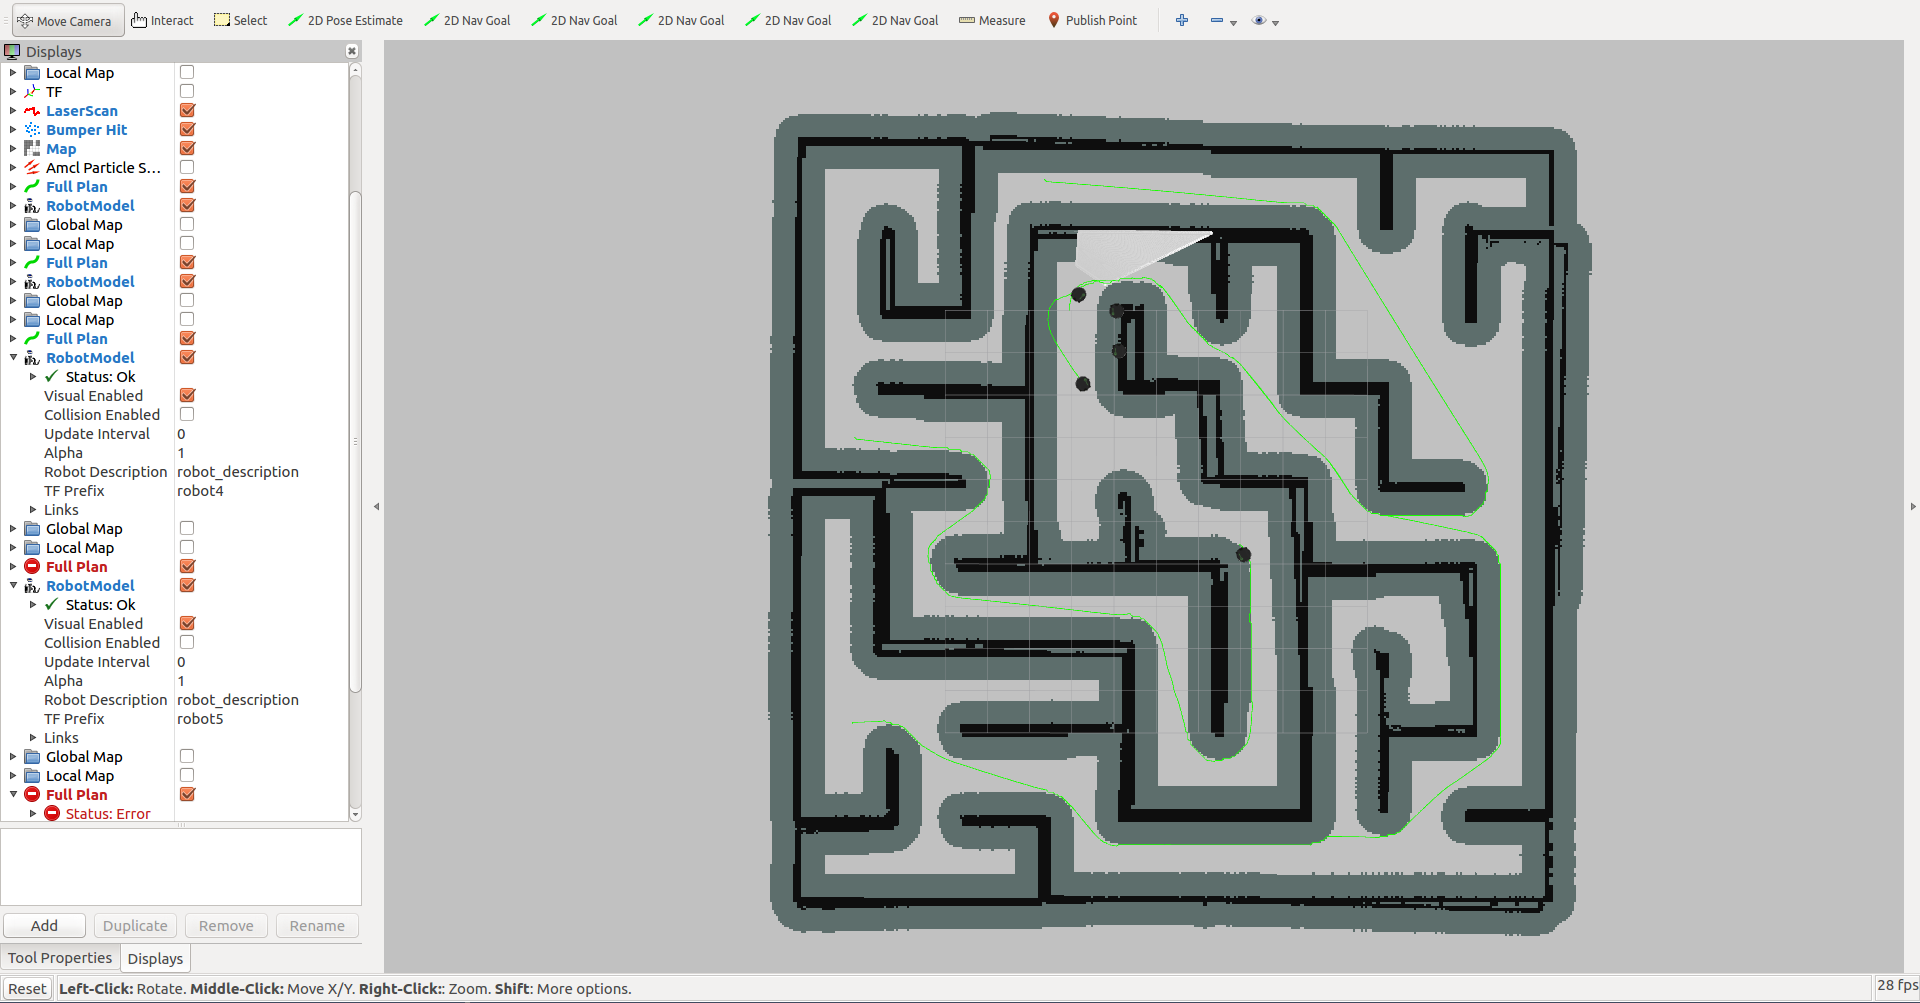 Move Camera Interact Select 2D Pose Estimate 2D Nav Goal 2D Nav Goal 2D Nav Goal 2D Nav Goal 2D Nav Goal Measure Publish Point
Displays
Local Map
TF
LaserScan
Bumper Hit
Map
Amcl Particle S...
Full Plan
RobotModel
Global Map
Local Map
Full Plan
RobotModel
Global Map
Local Map
Full Plan
RobotModel
Status: Ok
Visual Enabled
Collision Enabled
Update Interval 0
Alpha 1
Robot Description robot_description
TF Prefix robot4
Links
Global Map
Local Map
Full Plan
RobotModel
Status: Ok
Visual Enabled
Collision Enabled
Update Interval 0
Alpha 1
Robot Description robot_description
TF Prefix robot5
Links
Global Map
Local Map
Full Plan
Status: Error
Add Duplicate Remove Rename
Tool Properties Displays
Reset Left-Click: Rotate. Middle-Click: Move X/Y. Right-Click:: Zoom. Shift: More options. 28 fps